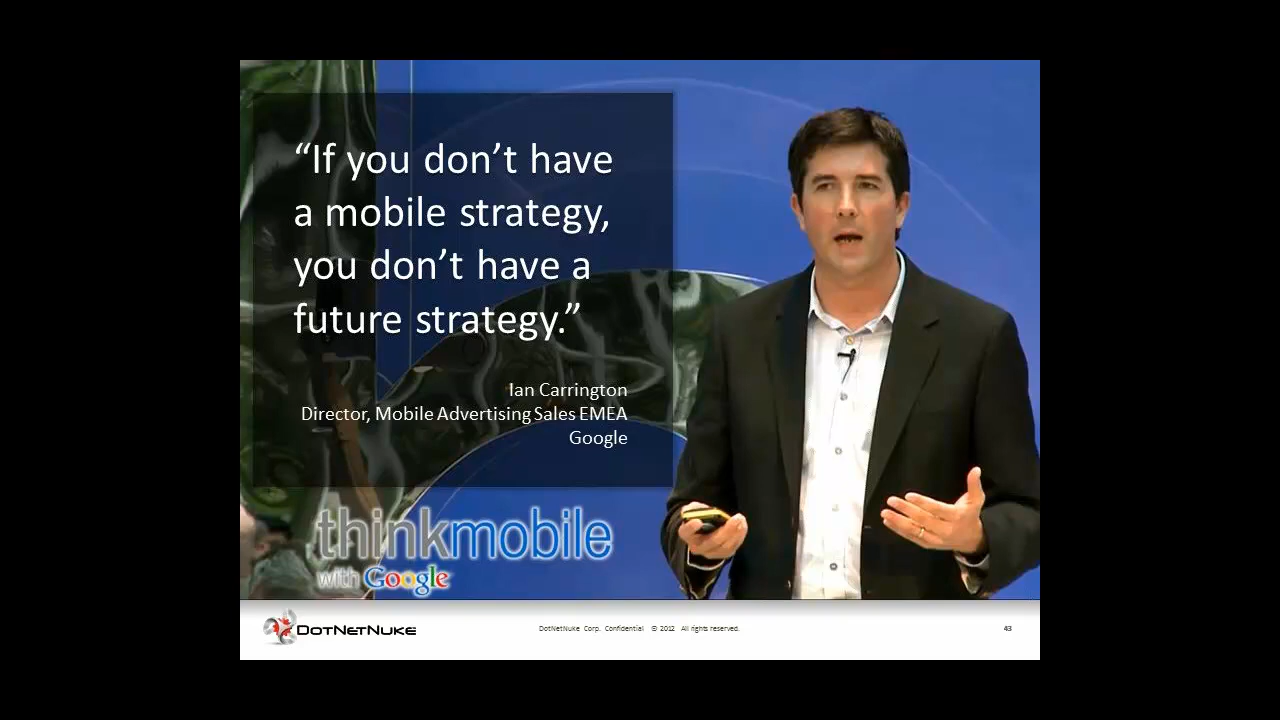 “If you don’t have
a mobile strategy,
you don’t have a
future strategy.”
Ian Carrington
Director, Mobile Advertising Sales EMEA
Google
thinkmobile
with Google
DOTNETNUKE
DotNetNuke Corp. Confidential © 2012 All rights reserved.
43